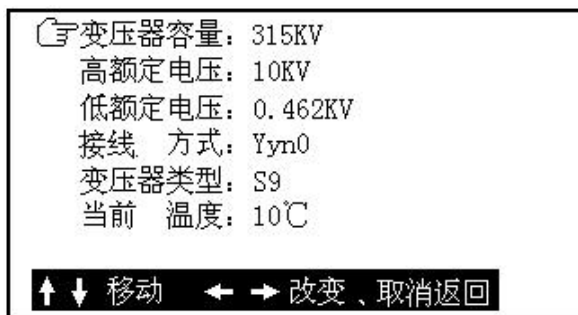 变压器容量：315KV
高额定电压：10KV
低额定电压：0.462KV
接线 方式：Yyn0
变压器类型：S9
当前 温度：10℃
↑↓ 移动 ←→改变、取消返回